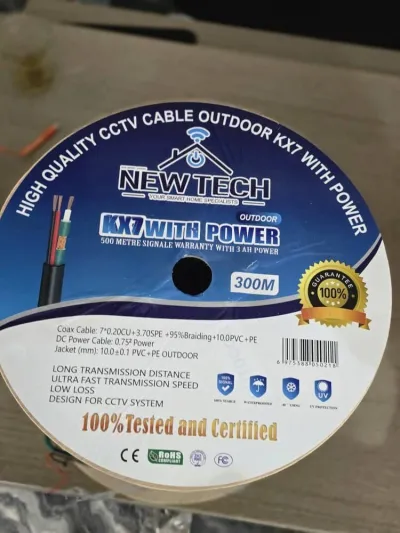 HIGH QUALITY CCTV CABLE OUTDOOR KX7 WITH POWER
NEW TECH
YOUR SMART HOME SPECIALISTS
OUTDOOR
KX7 WITH POWER
500 METRE SIGNALE WARRANTY WITH 3 AH POWER
300M
GUARANTEE
100%
Coax Cable: 7*0.20CU+3.70SPE +95%Braiding+10.0PVC+PE
DC Power Cable: 0.75² Power
Jacket (mm): 10.0±0.1 PVC+PE OUTDOOR
LONG TRANSMISSION DISTANCE
ULTRA FAST TRANSMISSION SPEED
LOW LOSS
DESIGN FOR CCTV SYSTEM
UV
UV PROTECTION
100%Tested and Certified
CE
RoHS
COMPLIANT
FC